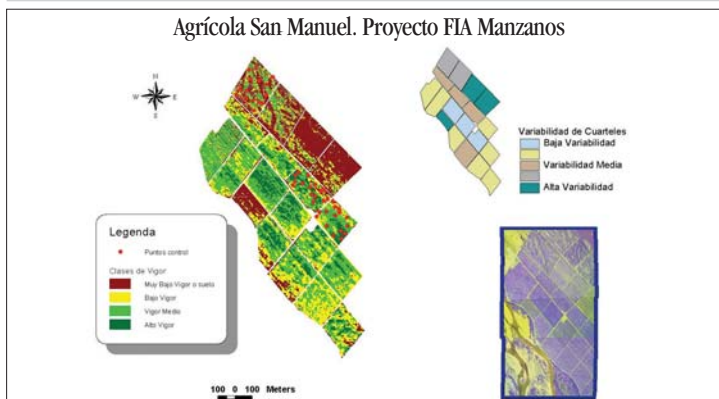 Agrícola San Manuel. Proyecto FIA Manzanos
N
W E
S
Variabilidad de Cuarteles
Baja Variabilidad
Variabilidad Media
Alta Variabilidad
Legenda
Puntos control
Clases de Vigor
Muy Bajo Vigor o suelo
Bajo Vigor
Vigor Medio
Alto Vigor
100 0 100 Meters